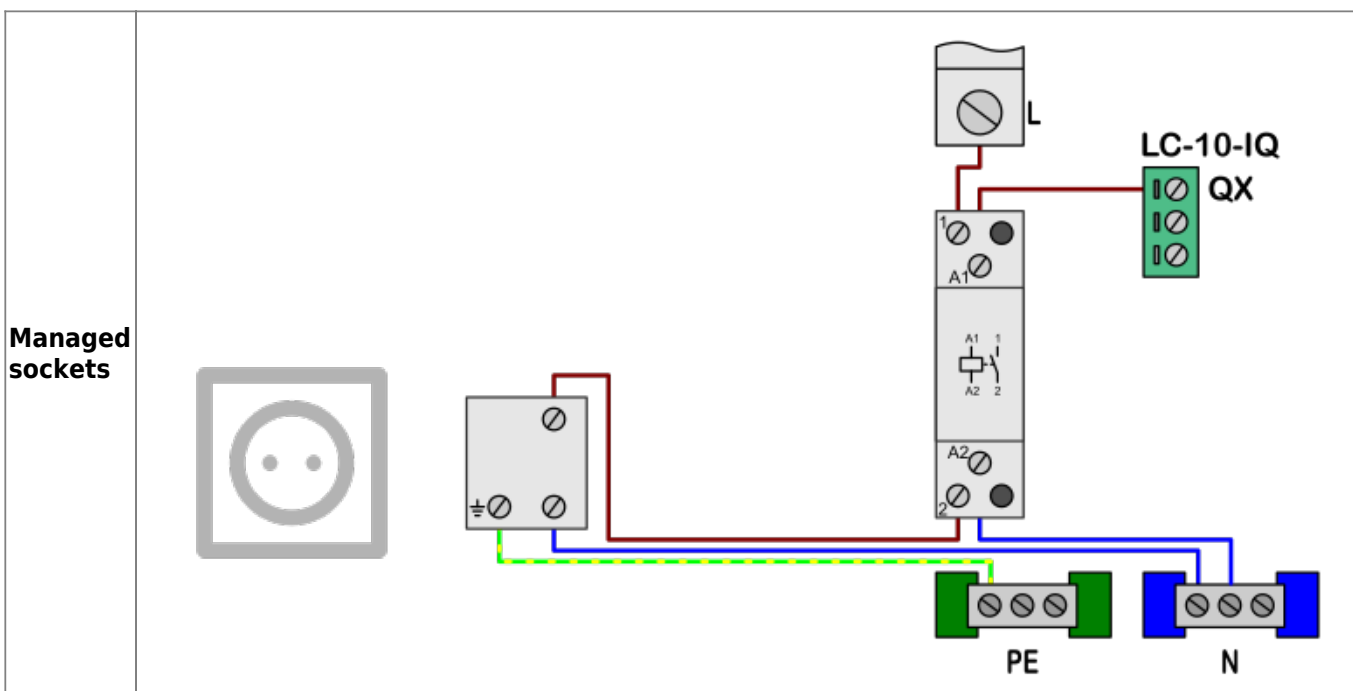 Managed
sockets
L
LC-10-IQ
QX
1
A1
A1 1
A2 2
A2
2
PE
N